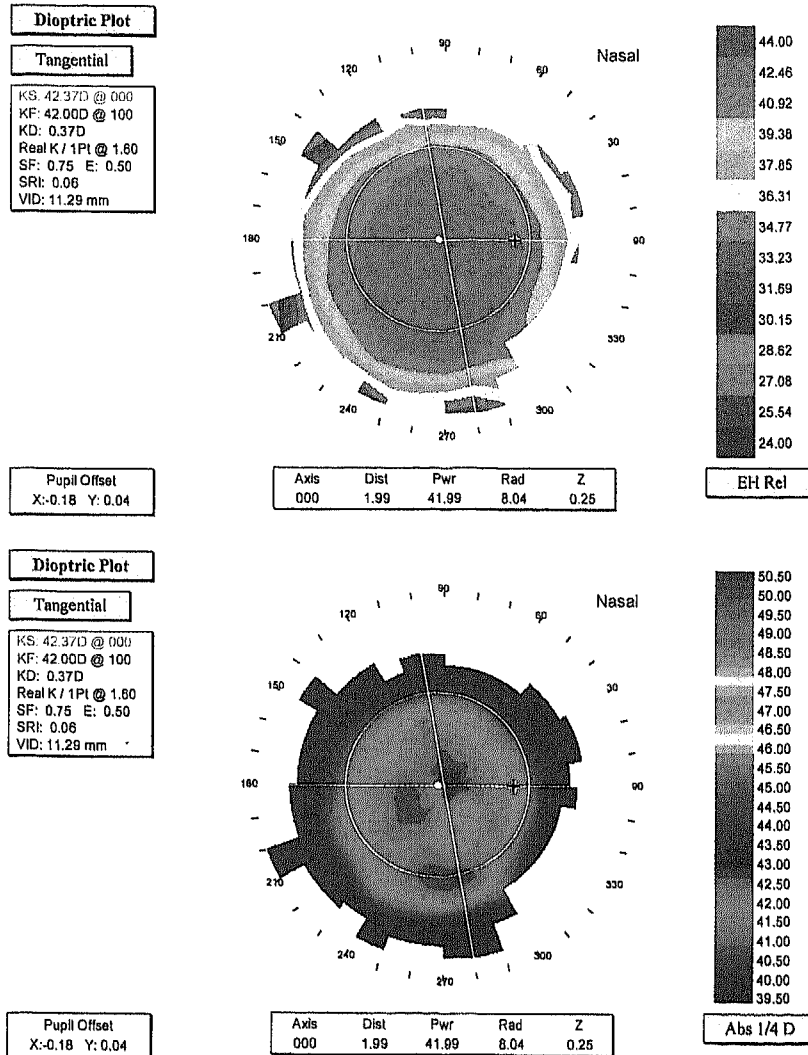 Dioptric Plot
Tangential
KS: 42.37D @ 000
KF: 42.00D @ 100
KD: 0.37D
Real K / 1Pt @ 1.60
SF: 0.75 E: 0.50
SRI: 0.06
VID: 11.29 mm
Nasal
90
120
60
150
30
180
90
210
330
240
300
270
44.00
42.46
40.92
39.38
37.85
36.31
34.77
33.23
31.69
30.15
28.62
27.08
25.54
24.00
EH Rel
Pupil Offset
X:-0.18 Y: 0.04
Axis Dist Pwr Rad Z
000 1.99 41.99 8.04 0.25
Dioptric Plot
Tangential
KS: 42.37D @ 000
KF: 42.00D @ 100
KD: 0.37D
Real K / 1Pt @ 1.60
SF: 0.75 E: 0.50
SRI: 0.06
VID: 11.29 mm
Nasal
90
120
60
150
30
180
90
210
330
240
300
270
50.50
50.00
49.50
49.00
48.50
48.00
47.50
47.00
46.50
46.00
45.50
45.00
44.50
44.00
43.50
43.00
42.50
42.00
41.50
41.00
40.50
40.00
39.50
Abs 1/4 D
Pupil Offset
X:-0.18 Y: 0.04
Axis Dist Pwr Rad Z
000 1.99 41.99 8.04 0.25